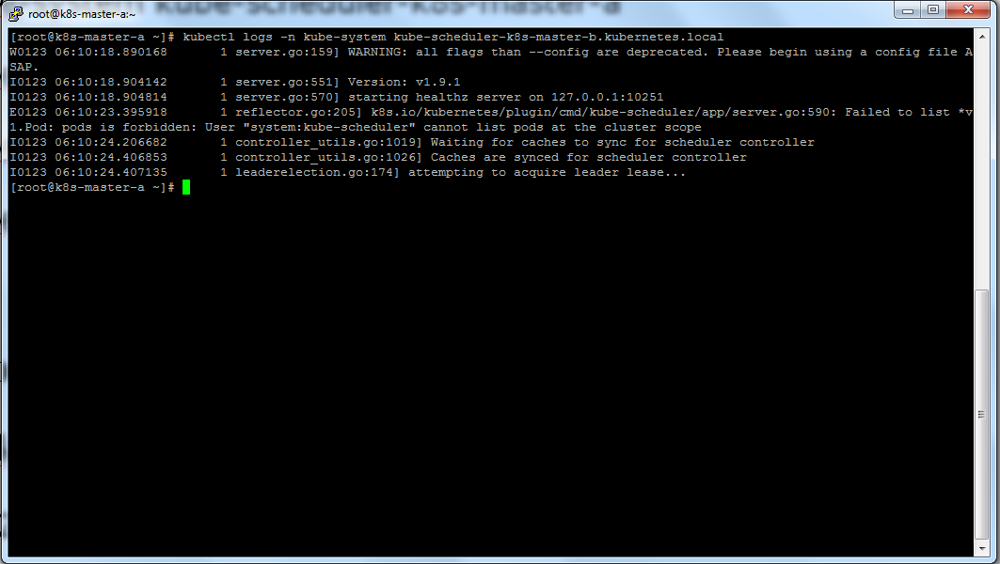 root@k8s-master-a:~
[root@k8s-master-a ~]# kubectl logs -n kube-system kube-scheduler-k8s-master-b.kubernetes.local
W0123 06:10:18.890168       1 server.go:159] WARNING: all flags than --config are deprecated. Please begin using a config file A
SAP.
I0123 06:10:18.904142       1 server.go:551] Version: v1.9.1
I0123 06:10:18.904814       1 server.go:570] starting healthz server on 127.0.0.1:10251
E0123 06:10:23.395918       1 reflector.go:205] k8s.io/kubernetes/plugin/cmd/kube-scheduler/app/server.go:590: Failed to list *v
1.Pod: pods is forbidden: User "system:kube-scheduler" cannot list pods at the cluster scope
I0123 06:10:24.206682       1 controller_utils.go:1019] Waiting for caches to sync for scheduler controller
I0123 06:10:24.406853       1 controller_utils.go:1026] Caches are synced for scheduler controller
I0123 06:10:24.407135       1 leaderelection.go:174] attempting to acquire leader lease...
[root@k8s-master-a ~]#